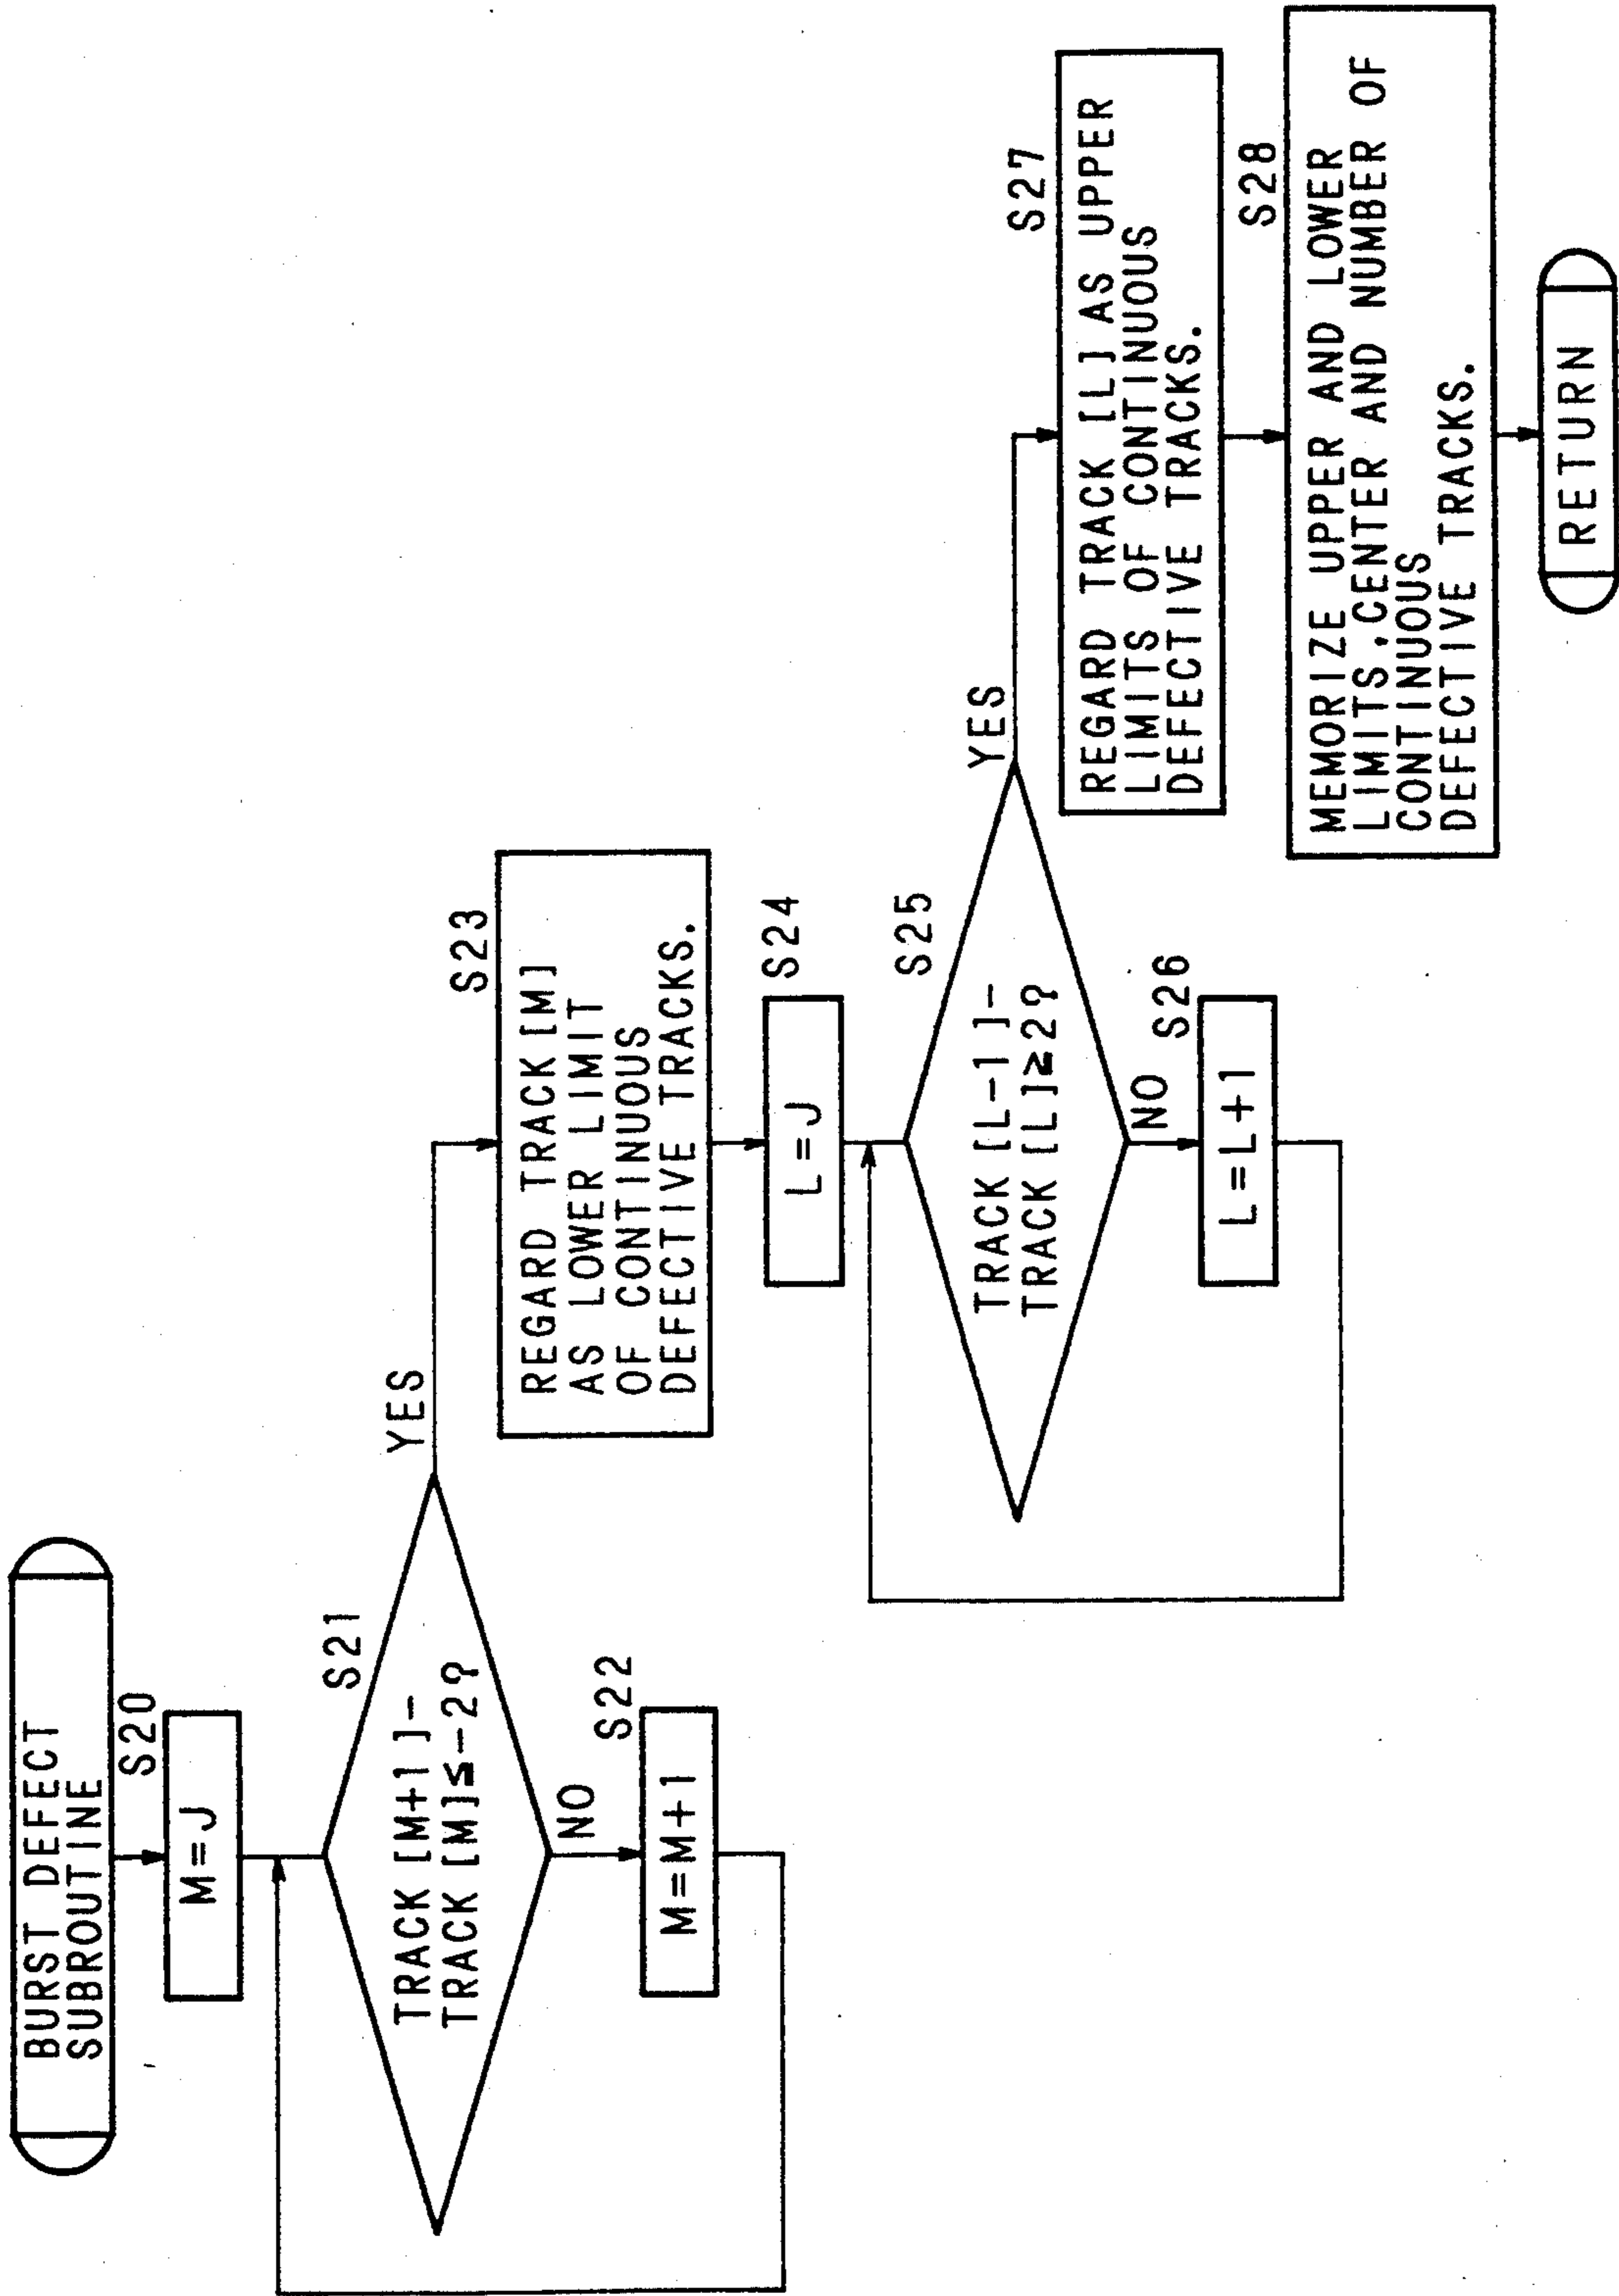 BURST DEFECT
SUBROUTINE
S20
M=J
S21
TRACK [M+1]-
TRACK [M]≤-2?
YES
NO
S22
M=M+1
S23
REGARD TRACK[M]
AS LOWER LIMIT
OF CONTINUOUS
DEFECTIVE TRACKS.
S24
L=J
S25
TRACK [L-1]-
TRACK [L]≥2?
YES
NO
S26
L=L+1
S27
REGARD TRACK [L] AS UPPER
LIMITS OF CONTINUOUS
DEFECTIVE TRACKS.
S28
MEMORIZE UPPER AND LOWER
LIMITS,CENTER AND NUMBER OF
CONTINUOUS
DEFECTIVE TRACKS.
RETURN